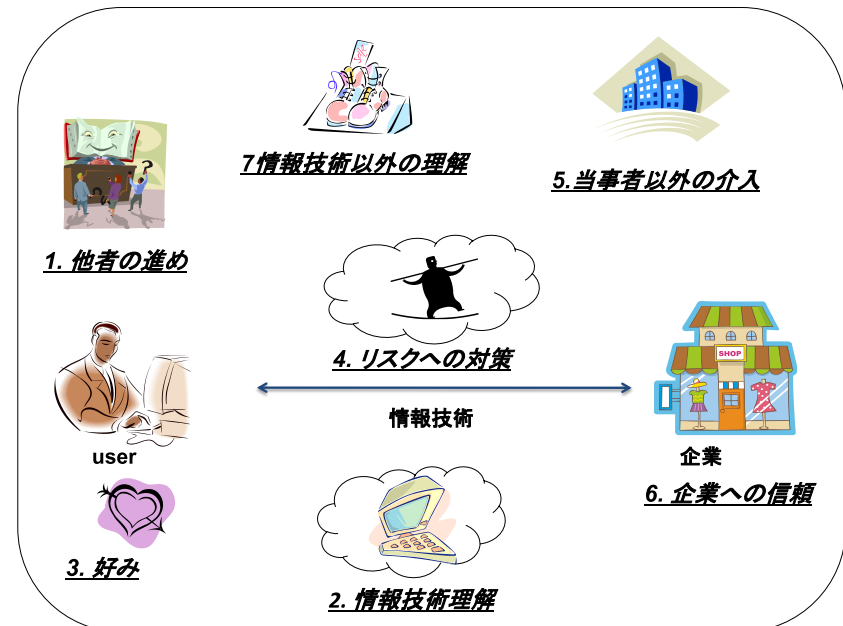 7情報技術以外の理解
5.当事者以外の介入
1. 他者の進め
4. リスクへの対策
SHOP
情報技術
user
企業
6. 企業への信頼
3. 好み
2. 情報技術理解